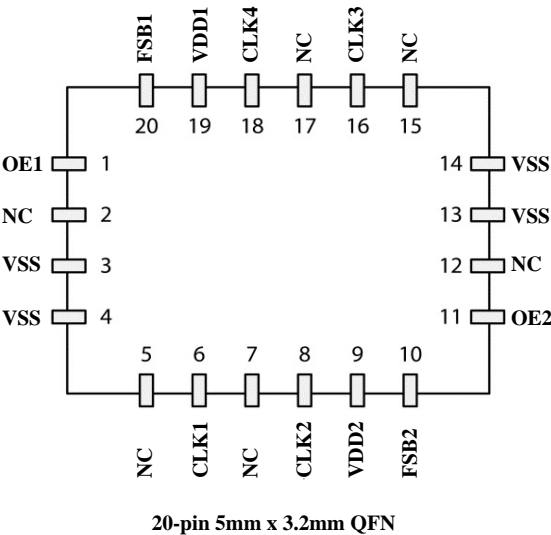 FSB1 VDD1 CLK4 NC CLK3 NC
20 19 18 17 16 15
OE1 1 14 VSS
NC 2 13 VSS
VSS 3 12 NC
VSS 4 11 OE2
5 6 7 8 9 10
NC CLK1 NC CLK2 VDD2 FSB2
20-pin 5mm x 3.2mm QFN